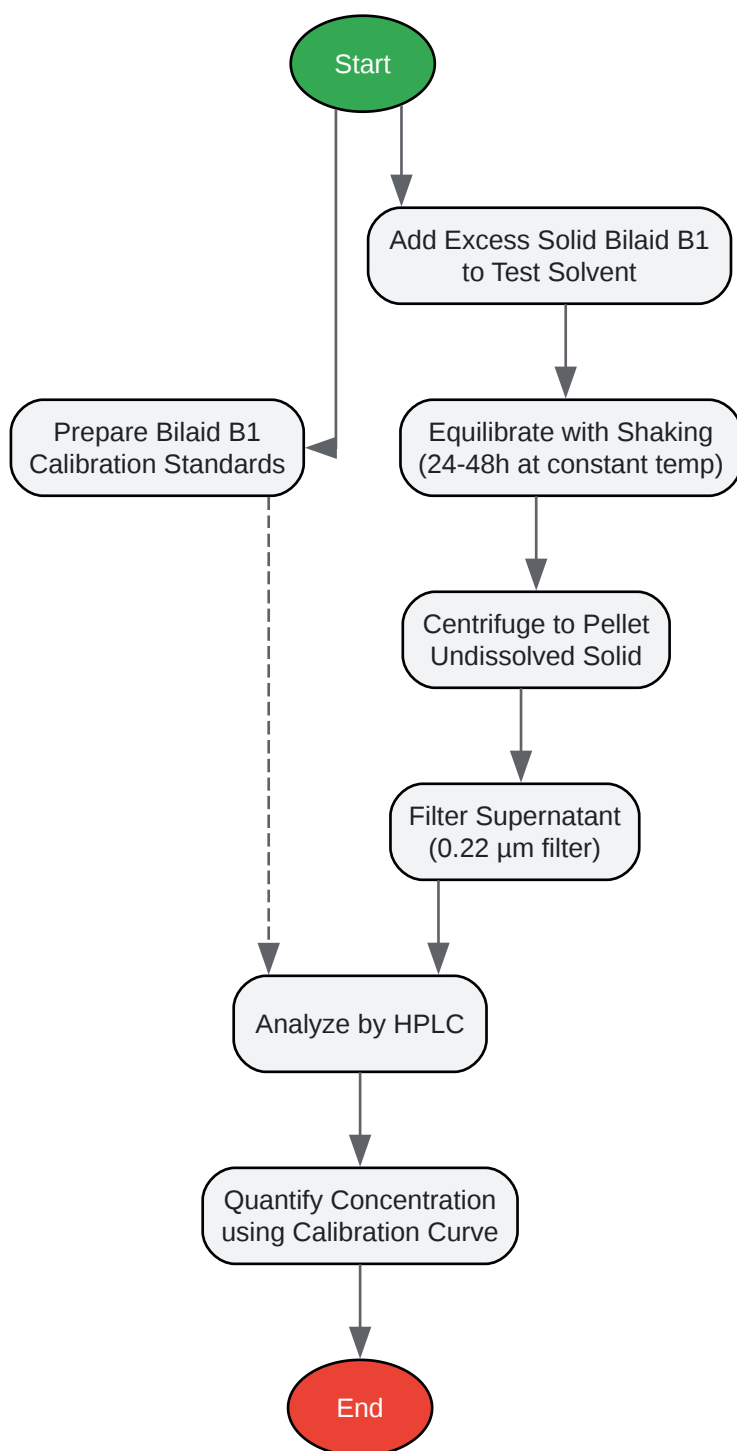 Start
Add Excess Solid Bilaid B1
to Test Solvent
Prepare Bilaid B1
Calibration Standards
Equilibrate with Shaking
(24-48h at constant temp)
Centrifuge to Pellet
Undissolved Solid
Filter Supernatant
(0.22 µm filter)
Analyze by HPLC
Quantify Concentration
using Calibration Curve
End